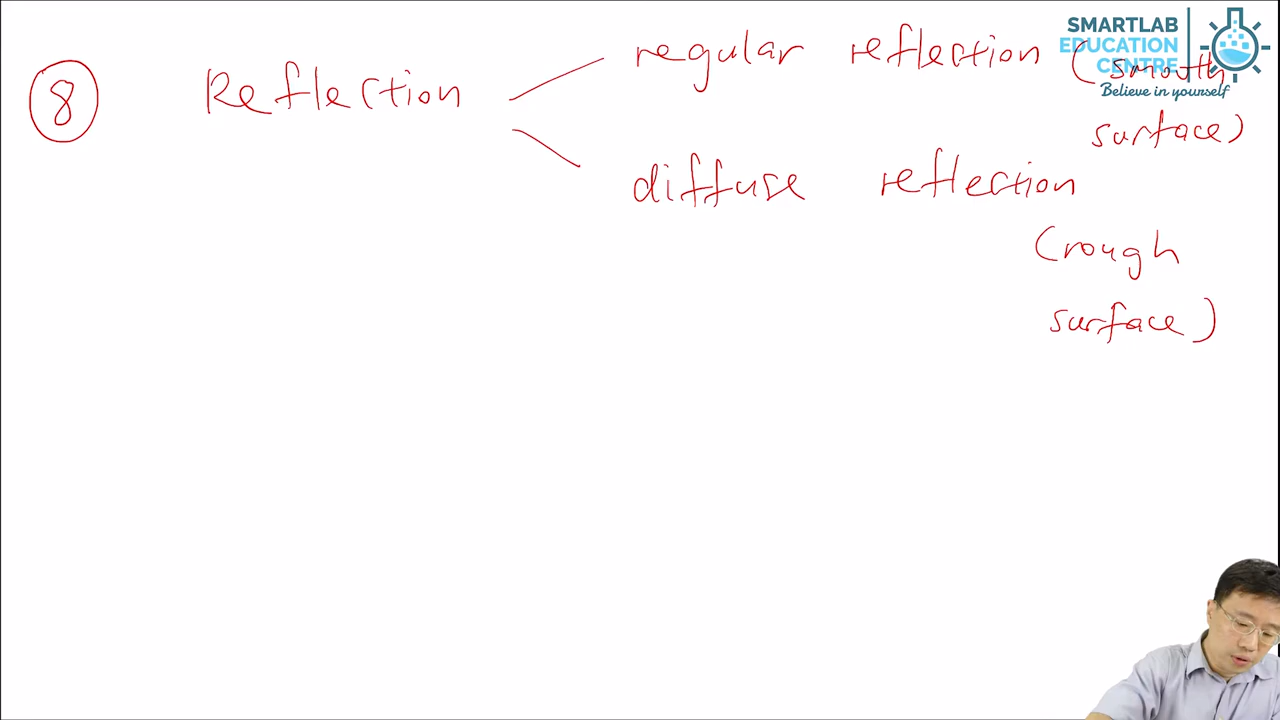 SMARTLAB
EDUCATION
CENTRE
Believe in yourself
8
Reflection
regular reflection (smooth
surface)
diffuse reflection
(rough
surface)